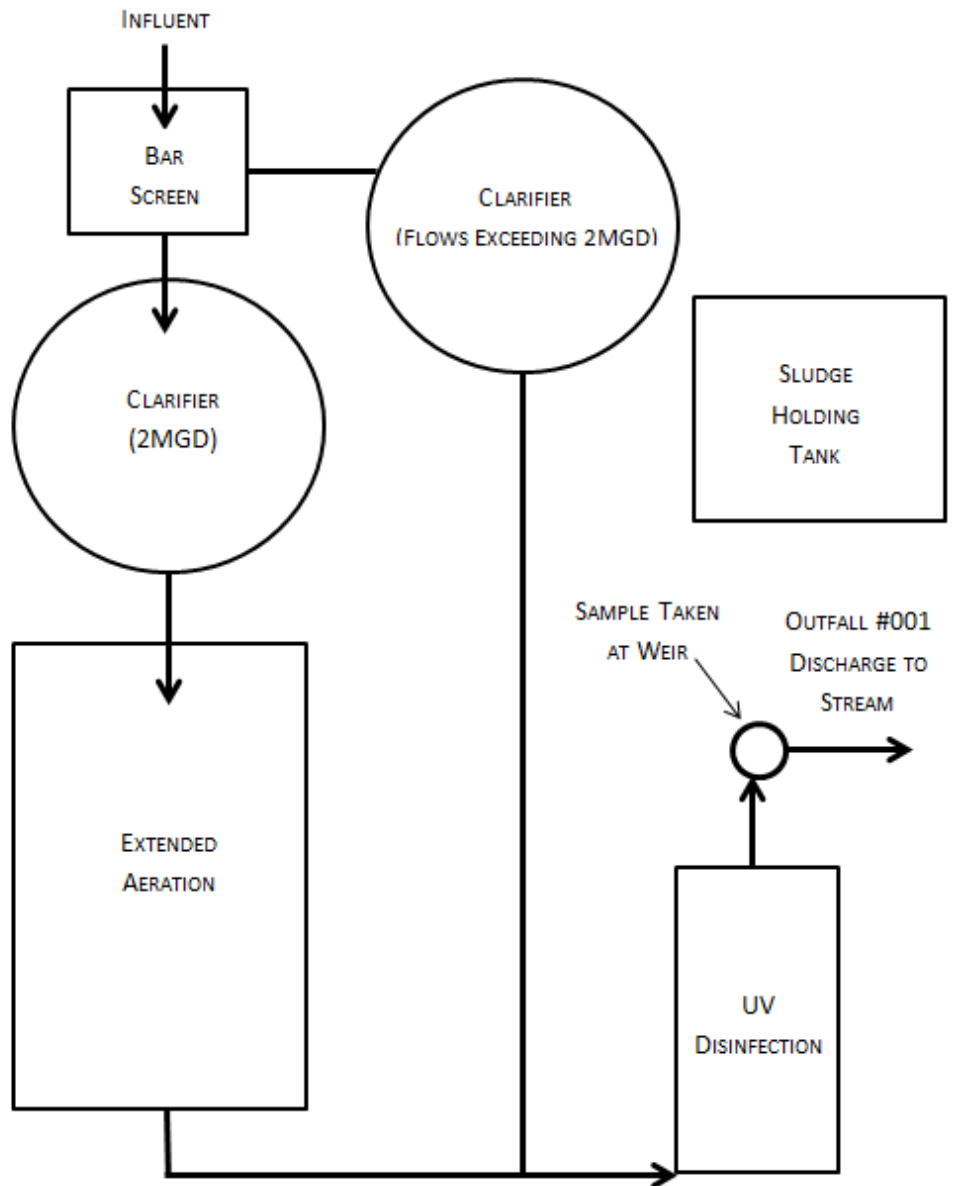 INFLUENT
BAR
SCREEN
CLARIFIER
(FLOWS EXCEEDING 2MGD)
CLARIFIER
(2MGD)
SLUDGE
HOLDING
TANK
SAMPLE TAKEN
AT WEIR
OUTFALL #001
DISCHARGE TO
STREAM
EXTENDED
AERATION
UV
DISINFECTION